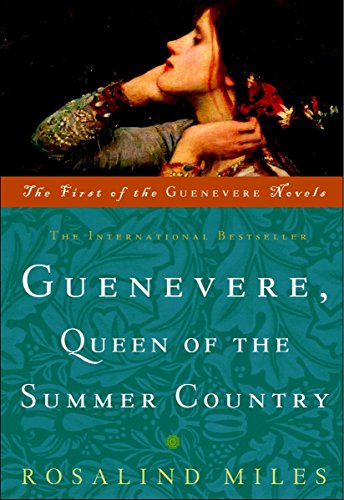 The First of the Guenevere Novels
The International Bestseller
Guenevere,
Queen of the
Summer Country
Rosalind Miles